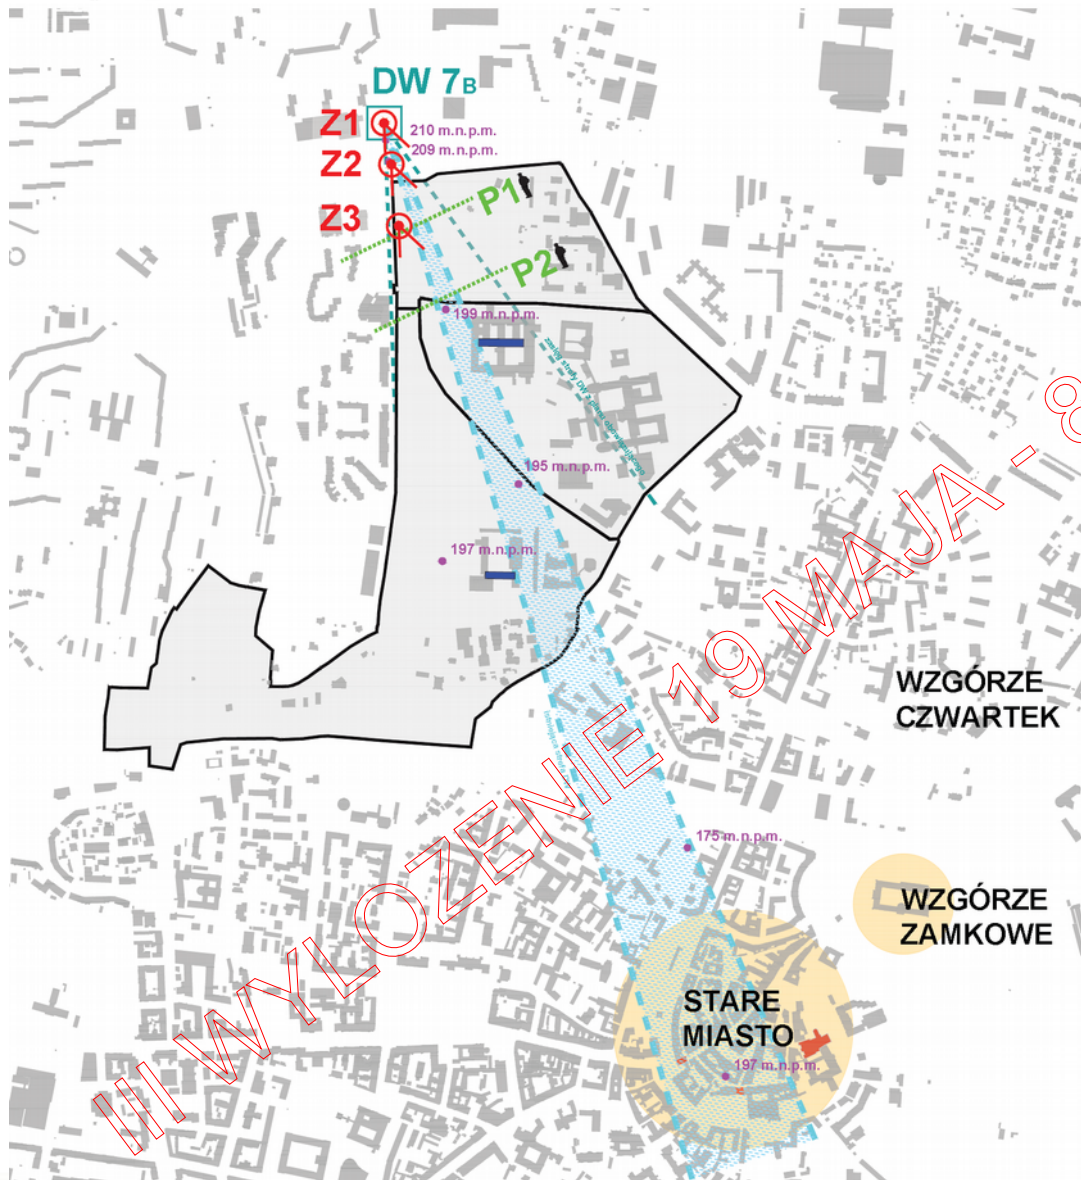 DW 7B
Z1
210 m.n.p.m.
209 m.n.p.m.
Z2
P1
Z3
P2
199 m.n.p.m.
195 m.n.p.m.
197 m.n.p.m.
III WYLOZENIE 19 MAJA - 8
WZGÓRZE
CZWARTEK
175 m.n.p.m.
WZGÓRZE
ZAMKOWE
STARE
MIASTO
197 m.n.p.m.